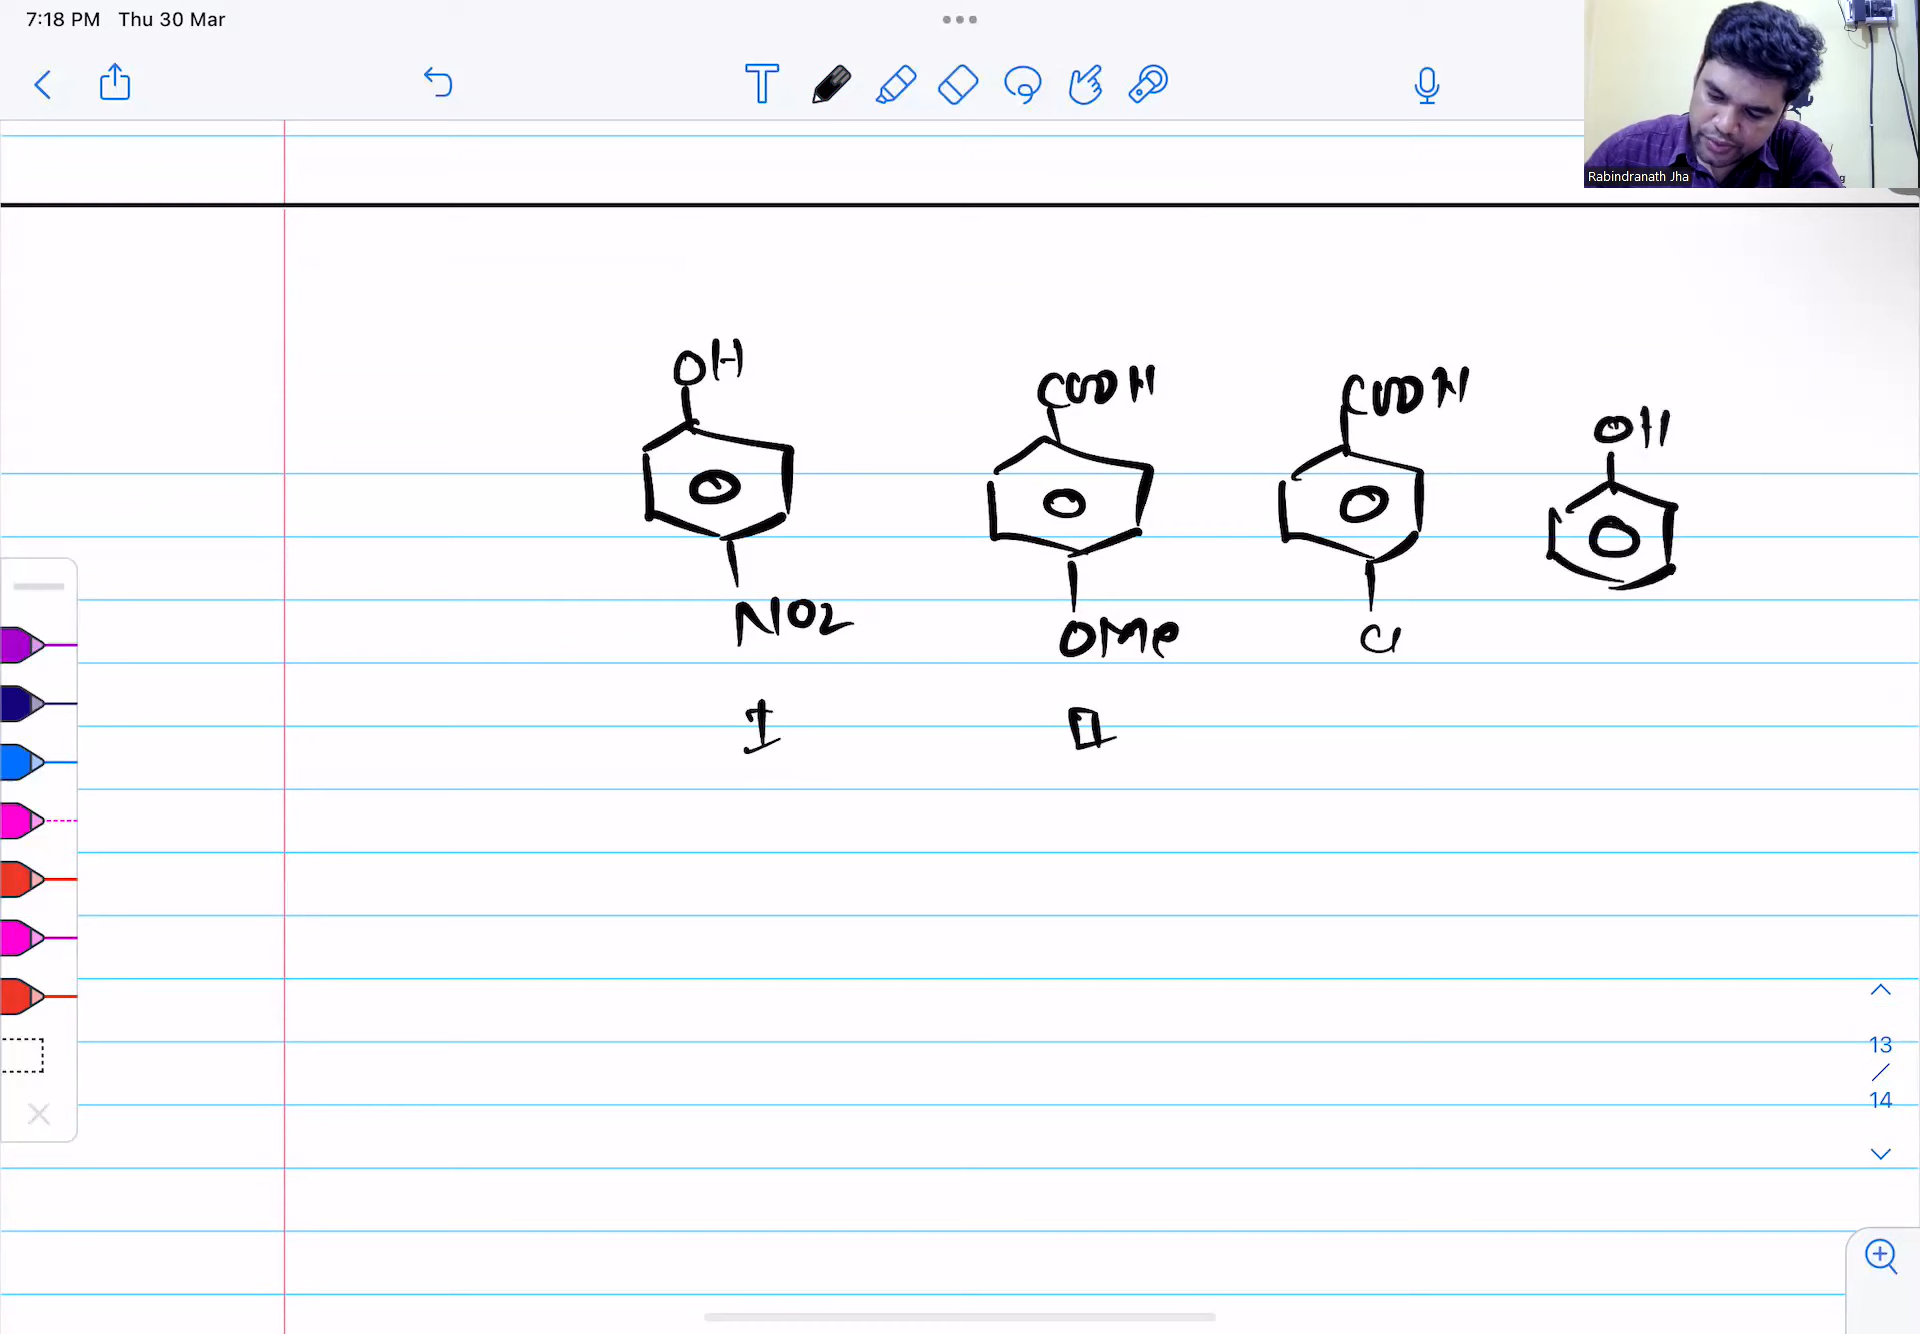 7:18 PM Thu 30 Mar
Rabindranath Jha
OH COOH COOH OH
NO2 OMe Cl
I II
13
/
14